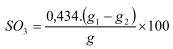 SO₃ = 0,434.(g₁ − g₂) / g ×100